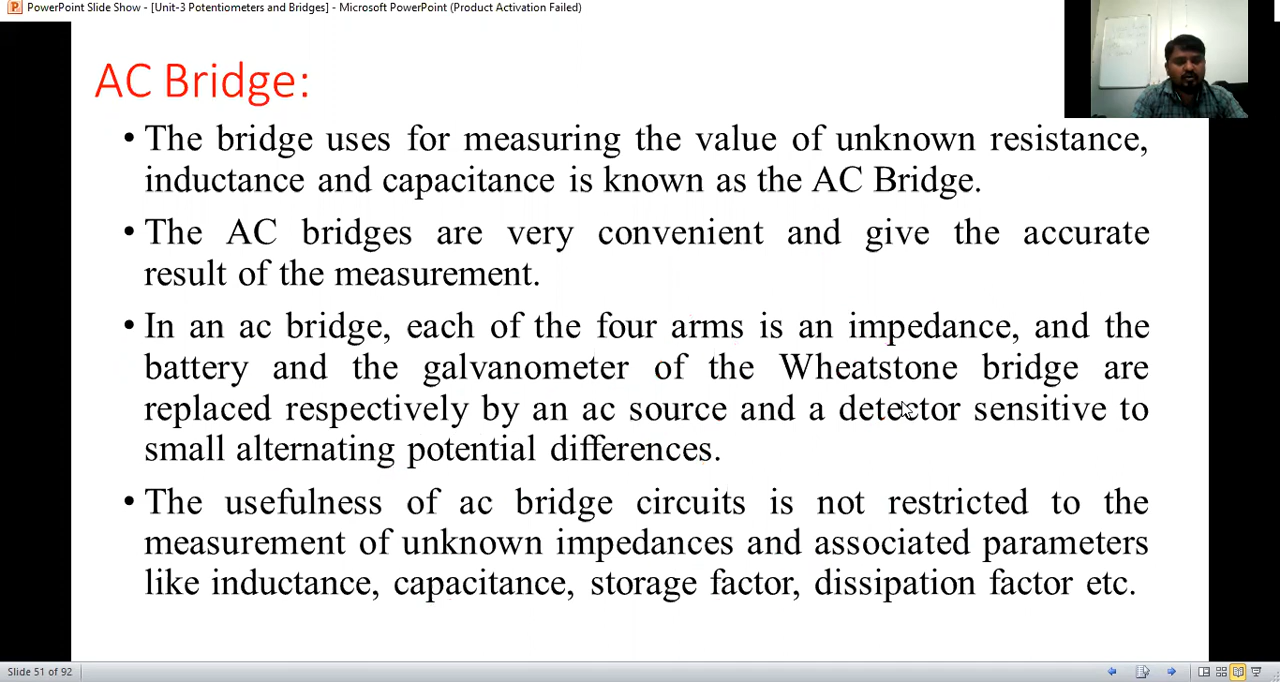 PowerPoint Slide Show - [Unit-3 Potentiometers and Bridges] - Microsoft PowerPoint (Product Activation Failed)
AC Bridge:
• The bridge uses for measuring the value of unknown resistance,
inductance and capacitance is known as the AC Bridge.
• The AC bridges are very convenient and give the accurate
result of the measurement.
• In an ac bridge, each of the four arms is an impedance, and the
battery and the galvanometer of the Wheatstone bridge are
replaced respectively by an ac source and a detector sensitive to
small alternating potential differences.
• The usefulness of ac bridge circuits is not restricted to the
measurement of unknown impedances and associated parameters
like inductance, capacitance, storage factor, dissipation factor etc.
Slide 51 of 92